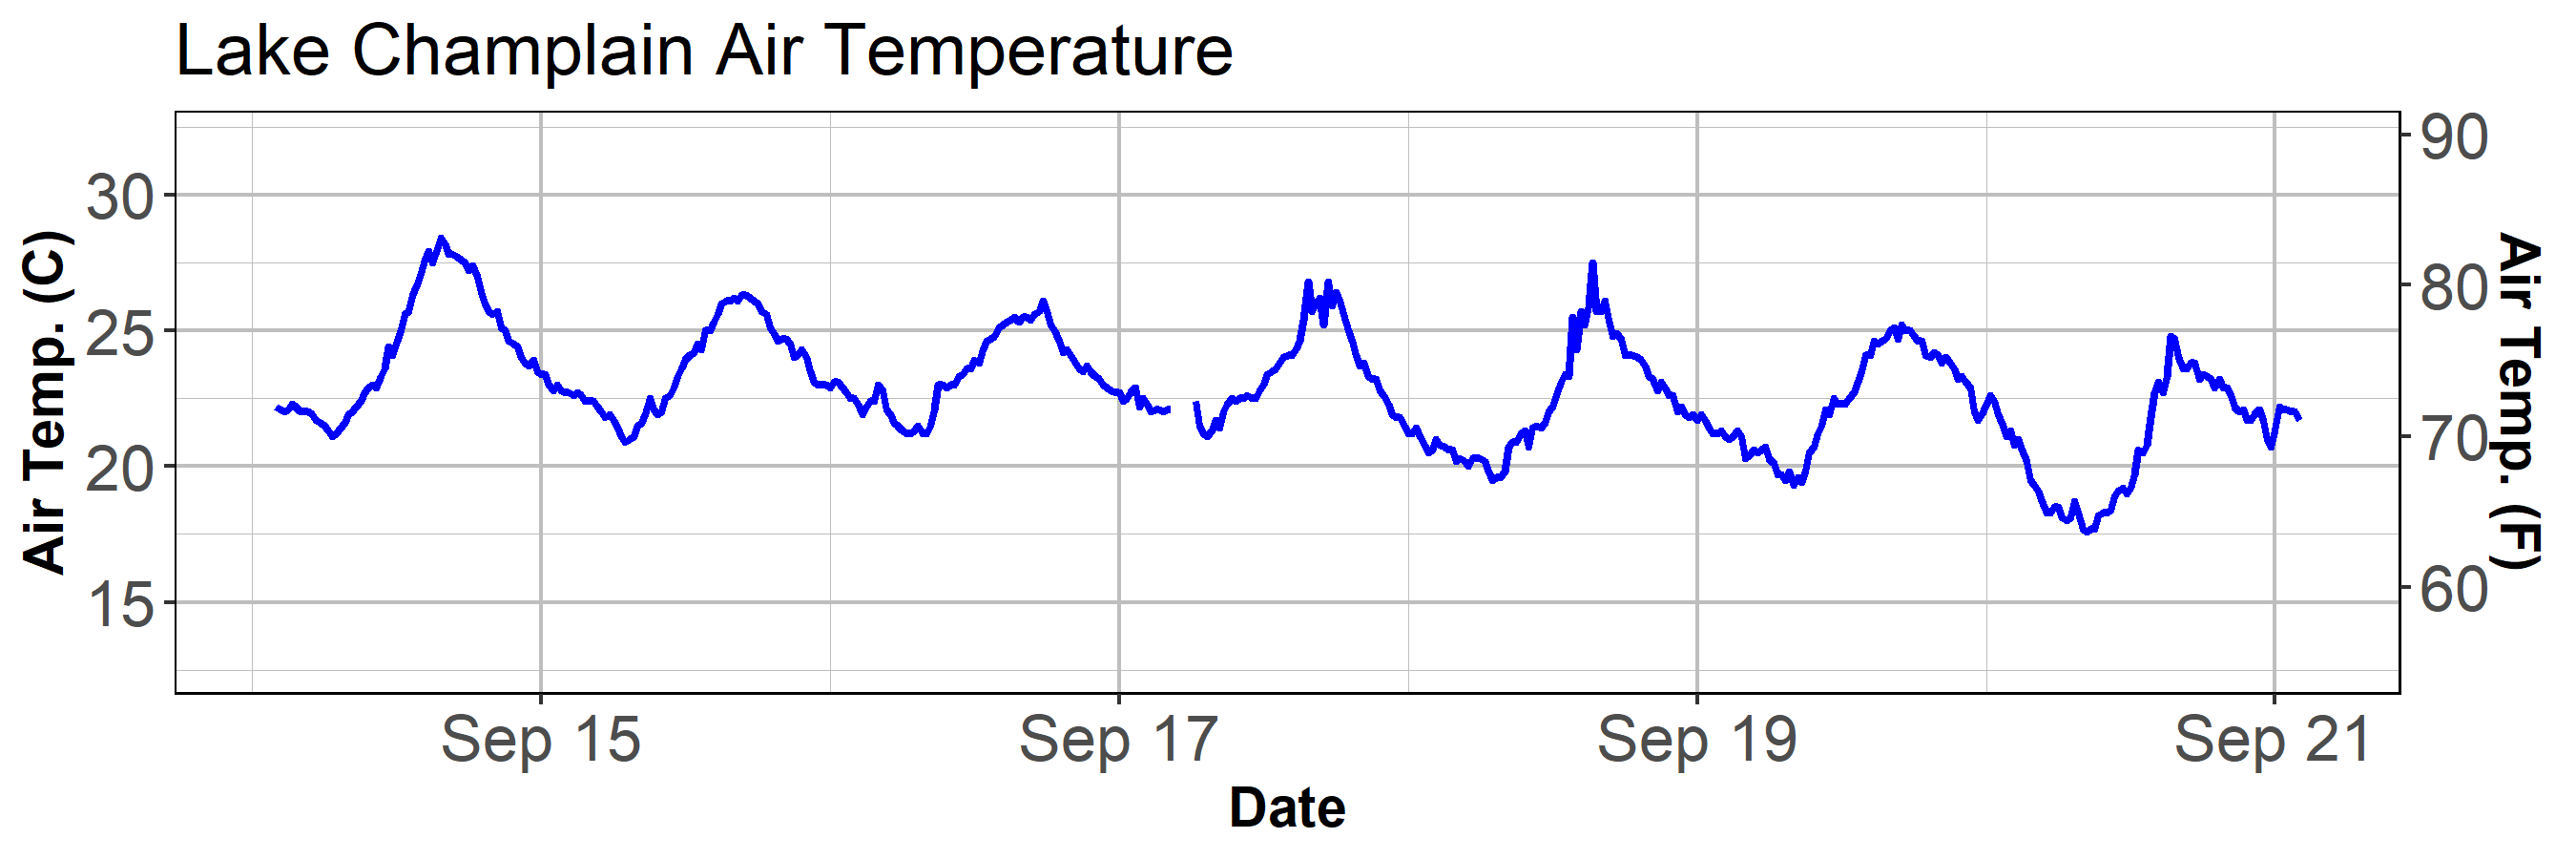 Lake Champlain Air Temperature
Air Temp. (C)
30
25
20
15
90
80
70
60
Air Temp. (F)
Sep 15
Sep 17
Sep 19
Sep 21
Date